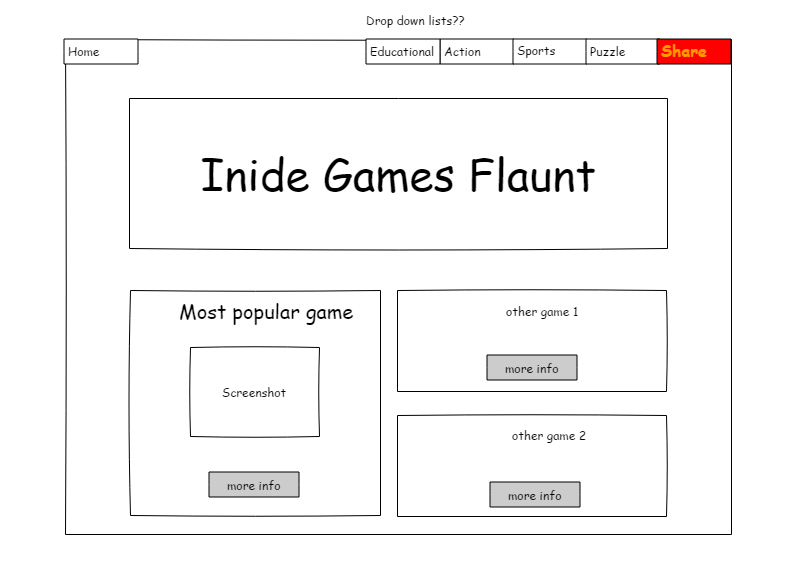 Drop down lists??
Home
Educational
Action
Sports
Puzzle
Share
Inide Games Flaunt
Most popular game
Screenshot
more info
other game 1
more info
other game 2
more info